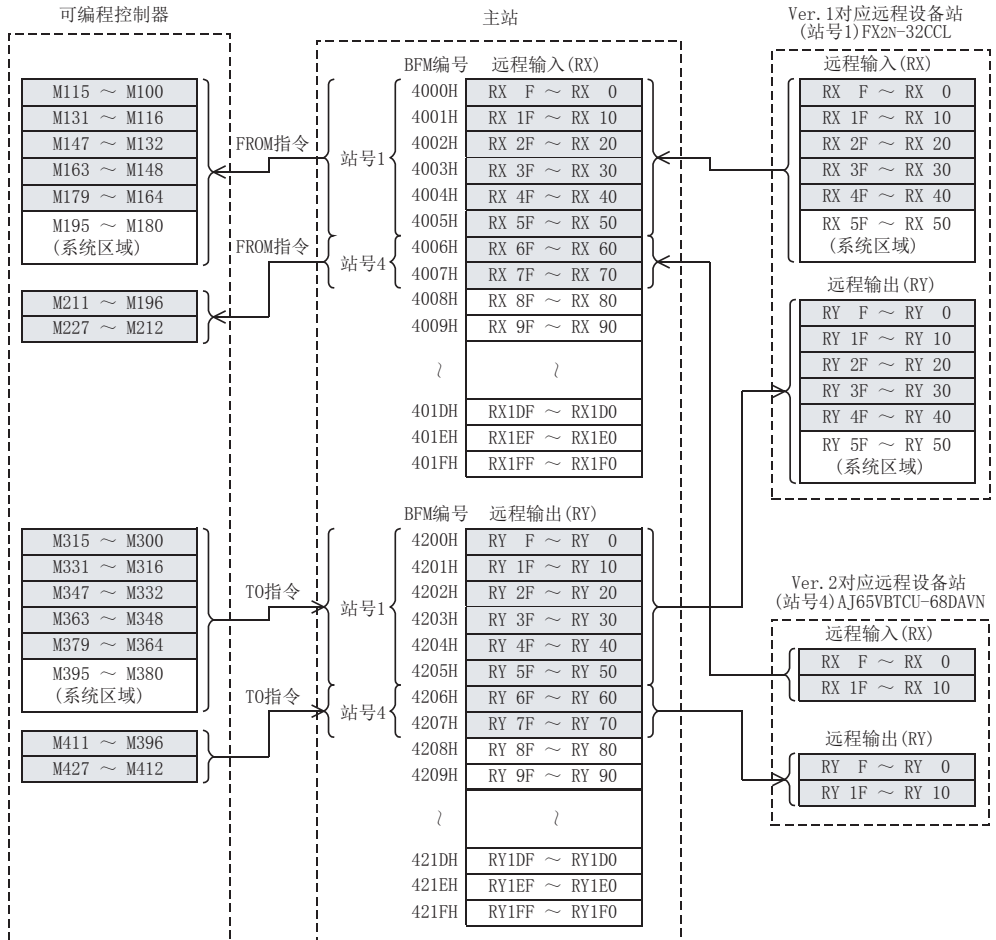 可编程控制器
M115 ～ M100
M131 ～ M116
M147 ～ M132
M163 ～ M148
M179 ～ M164
M195 ～ M180
(系统区域)
M211 ～ M196
M227 ～ M212
M315 ～ M300
M331 ～ M316
M347 ～ M332
M363 ～ M348
M379 ～ M364
M395 ～ M380
(系统区域)
M411 ～ M396
M427 ～ M412
FROM指令
FROM指令
TO指令
TO指令
主站
BFM编号 远程输入(RX)
站号1
站号4
4000H RX F ～ RX 0
4001H RX 1F ～ RX 10
4002H RX 2F ～ RX 20
4003H RX 3F ～ RX 30
4004H RX 4F ～ RX 40
4005H RX 5F ～ RX 50
4006H RX 6F ～ RX 60
4007H RX 7F ～ RX 70
4008H RX 8F ～ RX 80
4009H RX 9F ～ RX 90
～ ～
401DH RX1DF ～ RX1D0
401EH RX1EF ～ RX1E0
401FH RX1FF ～ RX1F0
BFM编号 远程输出(RY)
站号1
站号4
4200H RY F ～ RY 0
4201H RY 1F ～ RY 10
4202H RY 2F ～ RY 20
4203H RY 3F ～ RY 30
4204H RY 4F ～ RY 40
4205H RY 5F ～ RY 50
4206H RY 6F ～ RY 60
4207H RY 7F ～ RY 70
4208H RY 8F ～ RY 80
4209H RY 9F ～ RY 90
～ ～
421DH RY1DF ～ RY1D0
421EH RY1EF ～ RY1E0
421FH RY1FF ～ RY1F0
Ver.1对应远程设备站
(站号1)FX2N-32CCL
远程输入(RX)
RX F ～ RX 0
RX 1F ～ RX 10
RX 2F ～ RX 20
RX 3F ～ RX 30
RX 4F ～ RX 40
RX 5F ～ RX 50
(系统区域)
远程输出(RY)
RY F ～ RY 0
RY 1F ～ RY 10
RY 2F ～ RY 20
RY 3F ～ RY 30
RY 4F ～ RY 40
RY 5F ～ RY 50
(系统区域)
Ver.2对应远程设备站
(站号4)AJ65VBTCU-68DAVN
远程输入(RX)
RX F ～ RX 0
RX 1F ～ RX 10
远程输出(RY)
RY F ～ RY 0
RY 1F ～ RY 10